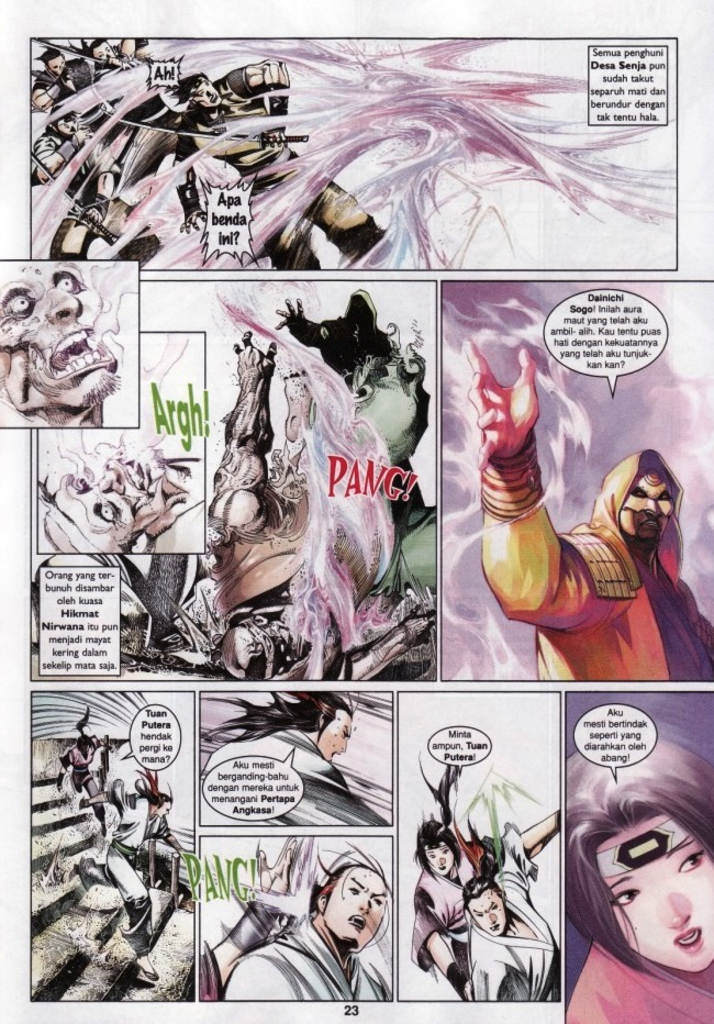 Ah!
Semua penghuni
Desa Senja pun
sudah takut
separuh mati dan
berundur dengan
tak tentu hala.
Apa
benda
ini?
Argh!
PANG!
Orang yang ter-
bunuh disambar
oleh kuasa
Hikmat
Nirwana itu pun
menjadi mayat
kering dalam
sekelip mata saja.
Dainichi
Sogo! Inilah aura
maut yang telah aku
ambil- alih. Kau tentu puas
hati dengan kekuatannya
yang telah aku tunjuk-
kan kan?
Tuan
Putera
hendak
pergi ke
mana?
Aku mesti
berganding-bahu
dengan mereka untuk
menangani Pertapa
Angkasa!
PANG!
Minta
ampun, Tuan
Putera!
Aku
mesti bertindak
seperti yang
diarahkan oleh
abang!
23